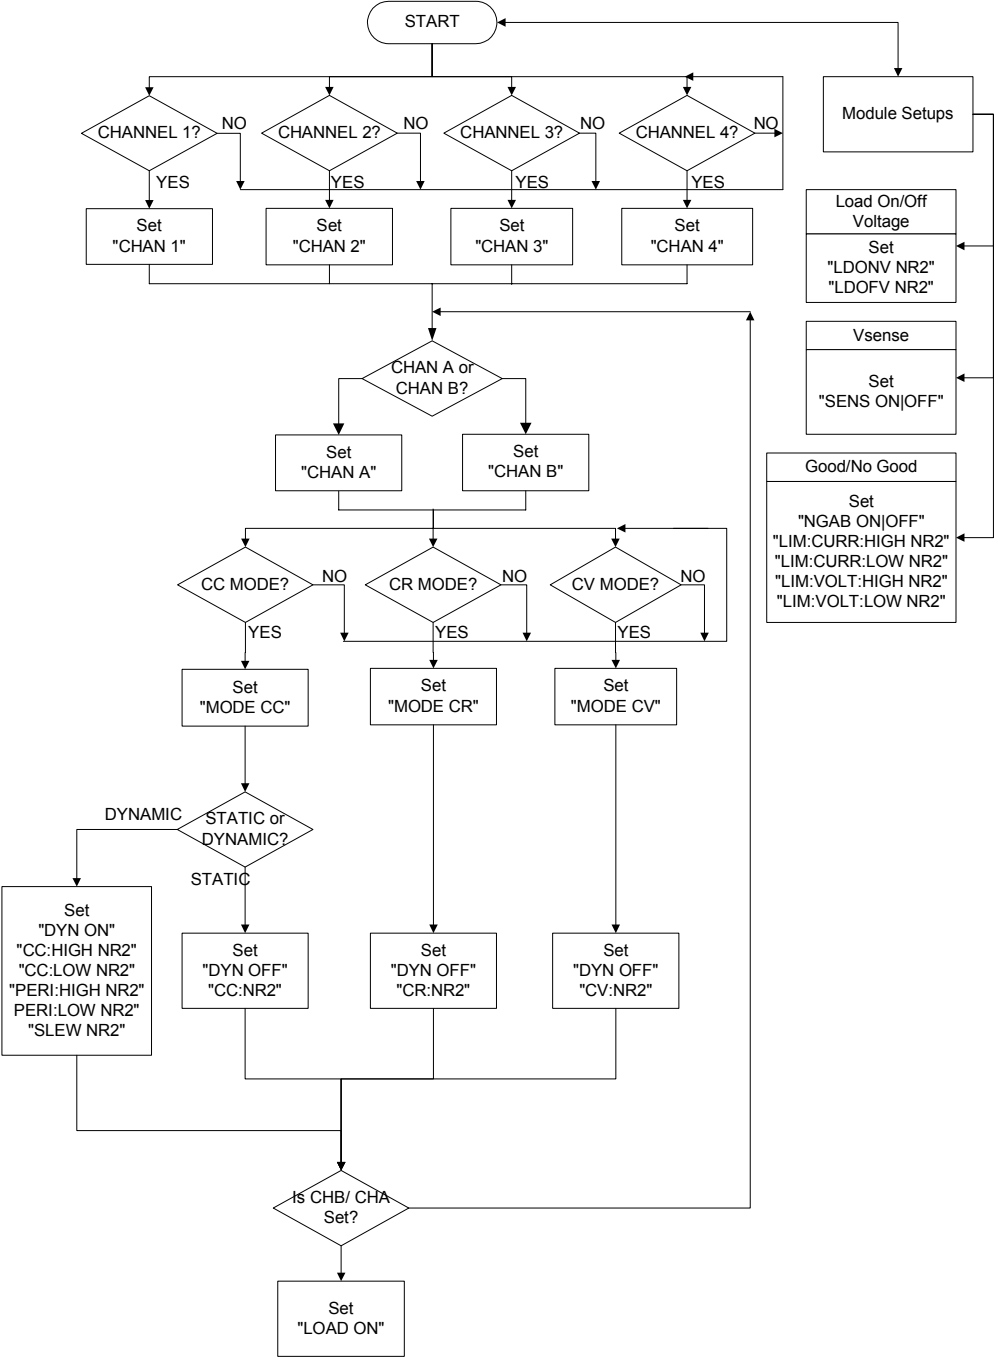 START
CHANNEL 1?
NO
CHANNEL 2?
NO
CHANNEL 3?
NO
CHANNEL 4?
NO
Module Setups
YES
YES
YES
YES
Set
"CHAN 1"
Set
"CHAN 2"
Set
"CHAN 3"
Set
"CHAN 4"
Load On/Off
Voltage
Set
"LDONV NR2"
"LDOFV NR2"
Vsense
Set
"SENS ON|OFF"
CHAN A or
CHAN B?
Set
"CHAN A"
Set
"CHAN B"
Good/No Good
Set
"NGAB ON|OFF"
"LIM:CURR:HIGH NR2"
"LIM:CURR:LOW NR2"
"LIM:VOLT:HIGH NR2"
"LIM:VOLT:LOW NR2"
CC MODE?
NO
CR MODE?
NO
CV MODE?
NO
YES
YES
YES
Set
"MODE CC"
Set
"MODE CR"
Set
"MODE CV"
DYNAMIC
STATIC or
DYNAMIC?
STATIC
Set
"DYN ON"
"CC:HIGH NR2"
"CC:LOW NR2"
"PERI:HIGH NR2"
PERI:LOW NR2"
"SLEW NR2"
Set
"DYN OFF"
"CC:NR2"
Set
"DYN OFF"
"CR:NR2"
Set
"DYN OFF"
"CV:NR2"
Is CHB/ CHA
Set?
Set
"LOAD ON"